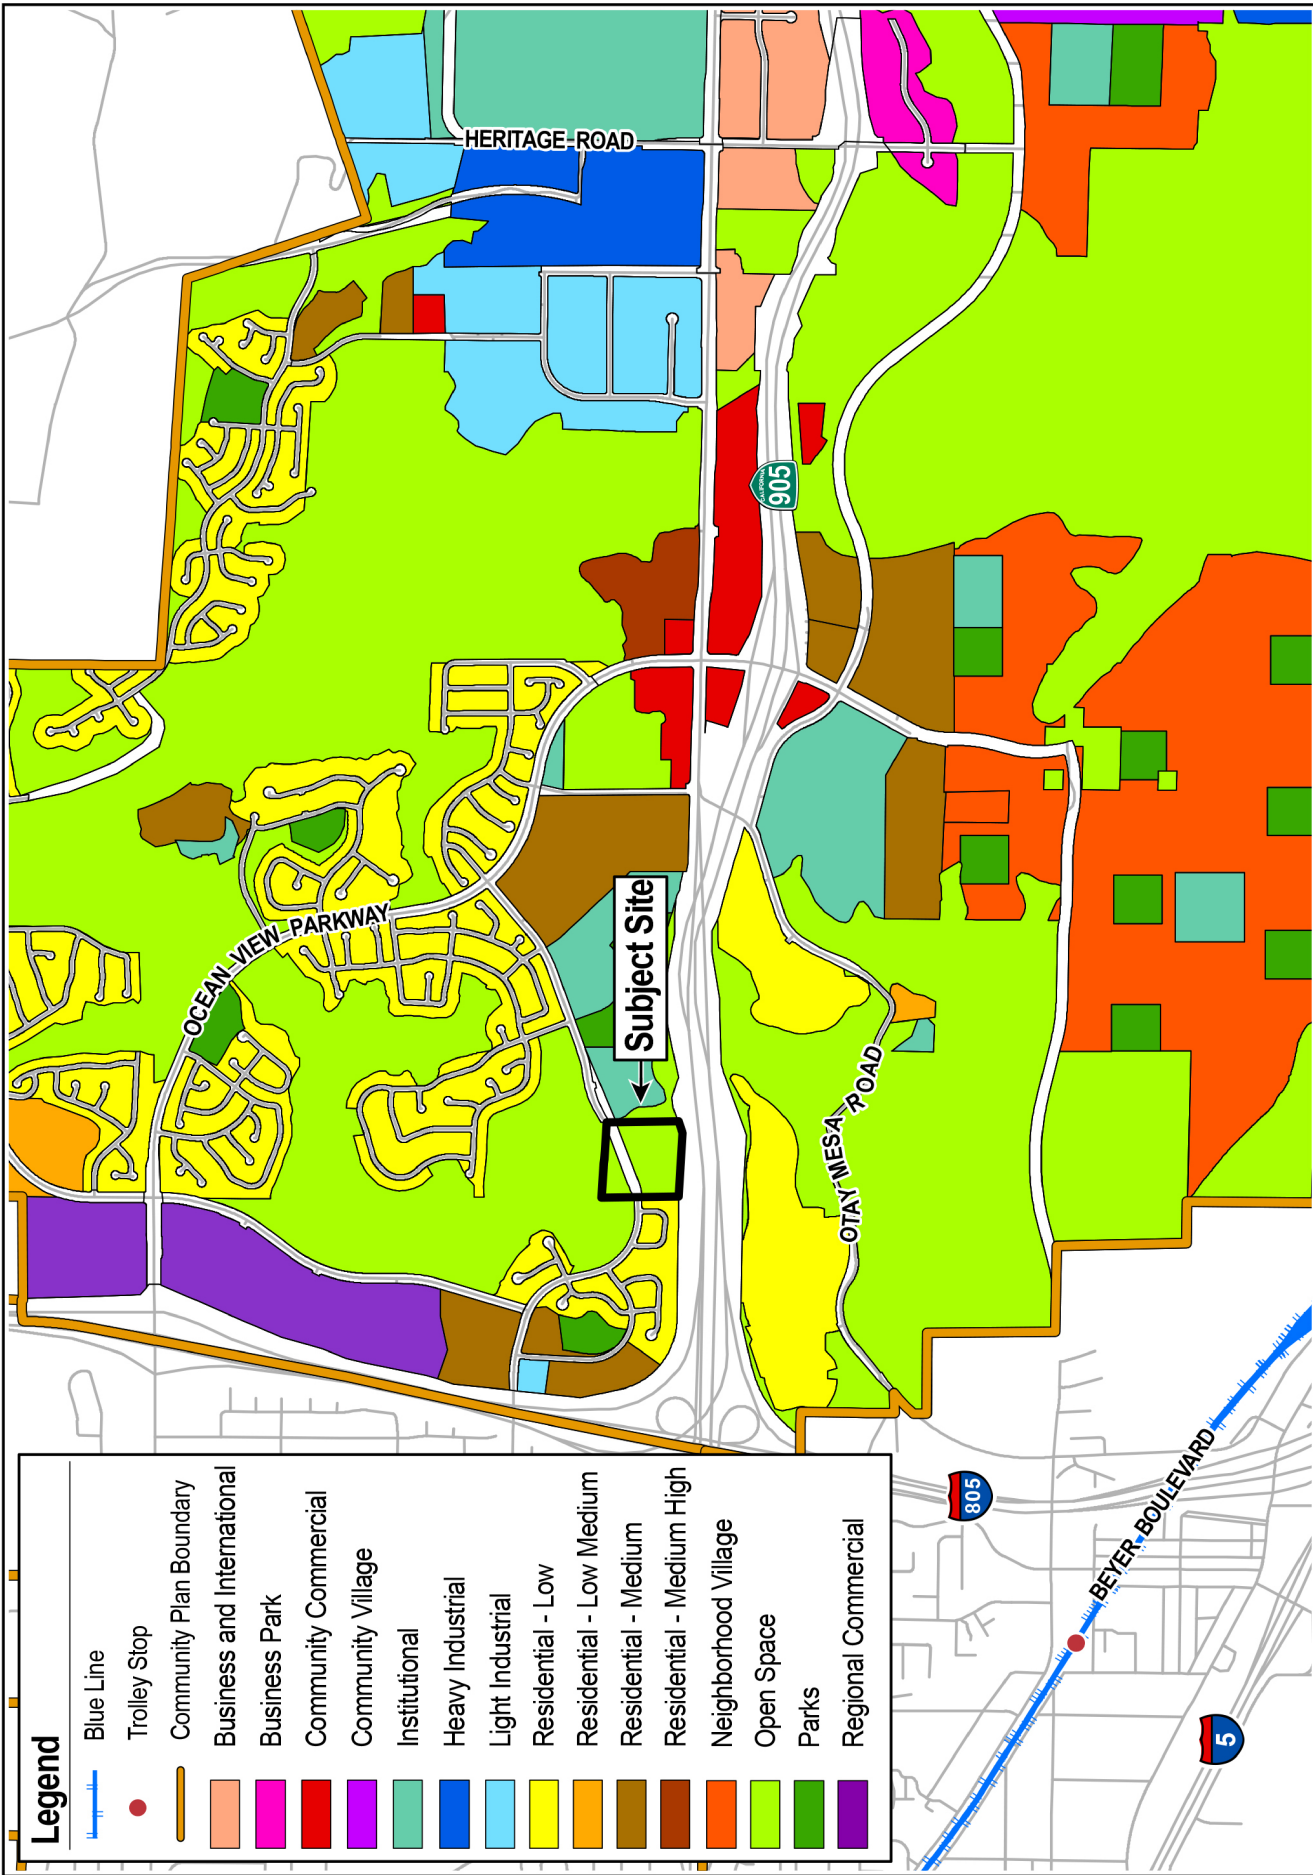 Legend
Blue Line
Trolley Stop
Community Plan Boundary
Business and International
Business Park
Community Commercial
Community Village
Institutional
Heavy Industrial
Light Industrial
Residential - Low
Residential - Low Medium
Residential - Medium
Residential - Medium High
Neighborhood Village
Open Space
Parks
Regional Commercial
OCEAN VIEW PARKWAY
HERITAGE ROAD
Subject Site
CALIFORNIA
905
OTAY MESA ROAD
805
BEYER BOULEVARD
5